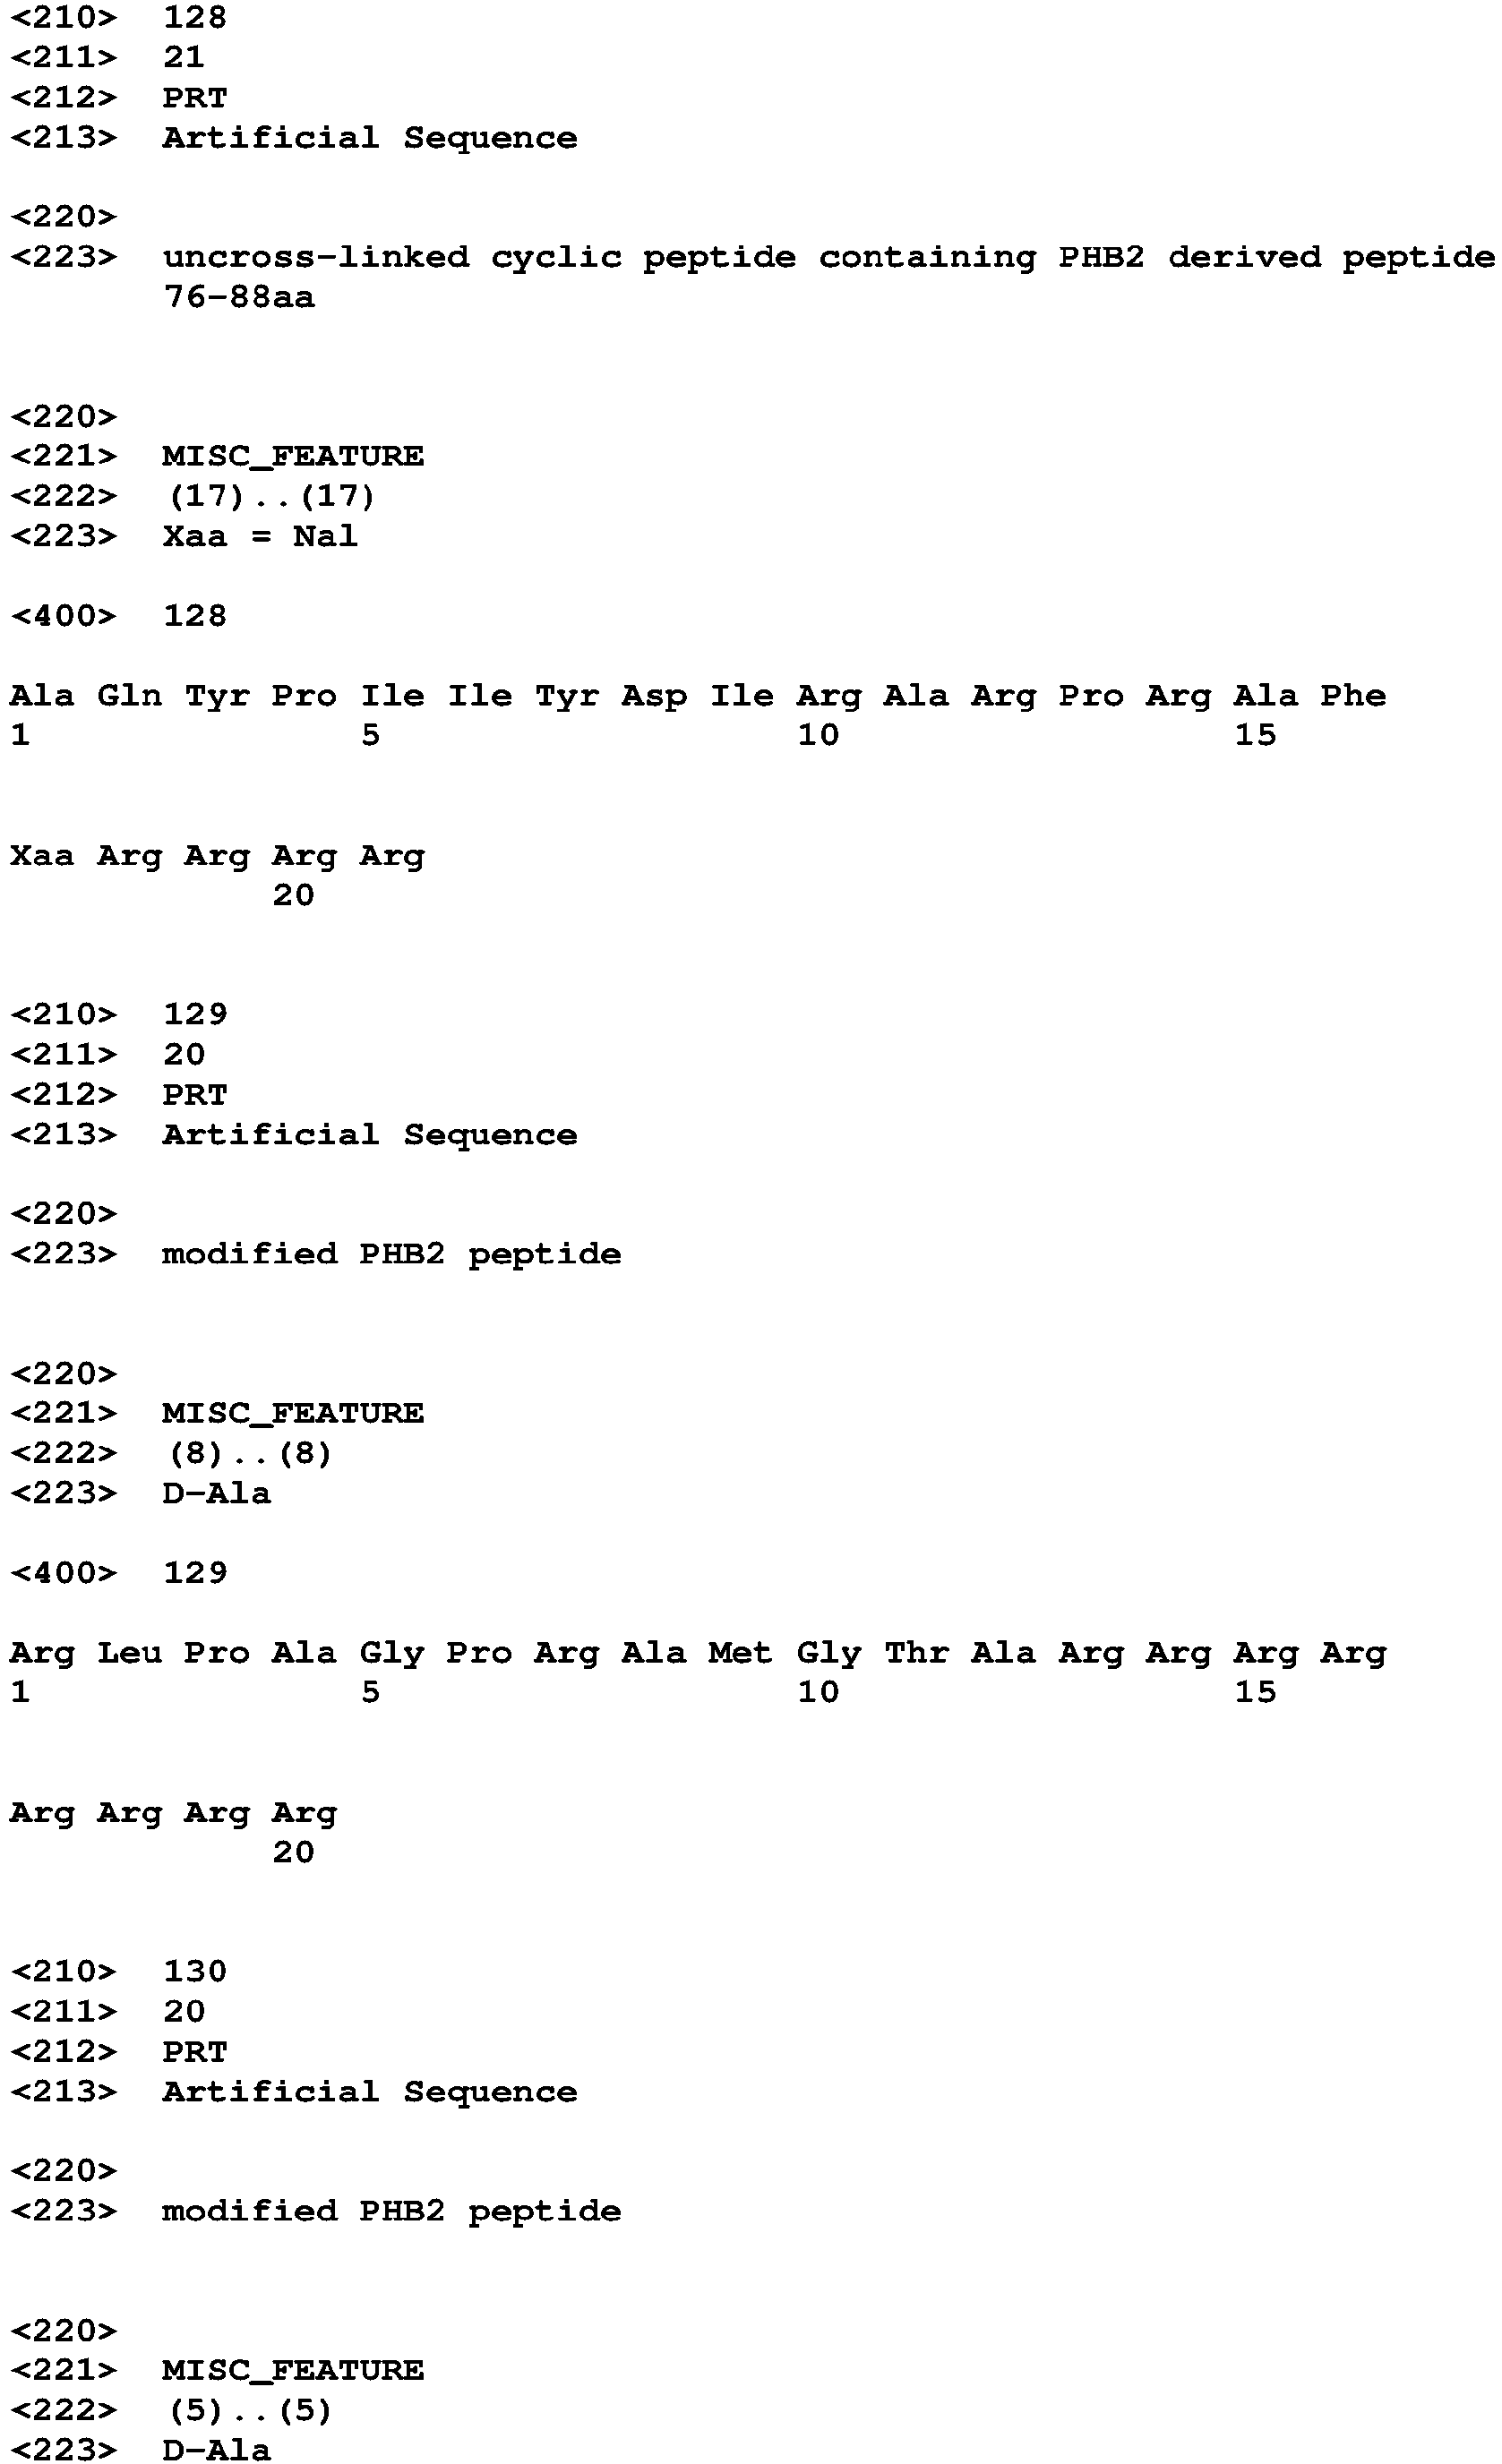 <210> 128
<211> 21
<212> PRT
<213> Artificial Sequence
<220>
<223> uncross-linked cyclic peptide containing PHB2 derived peptide
76-88aa
<220>
<221> MISC_FEATURE
<222> (17)..(17)
<223> Xaa = Nal
<400> 128
Ala Gln Tyr Pro Ile Ile Tyr Asp Ile Arg Ala Arg Pro Arg Ala Phe
1 5 10 15
Xaa Arg Arg Arg Arg
20
<210> 129
<211> 20
<212> PRT
<213> Artificial Sequence
<220>
<223> modified PHB2 peptide
<220>
<221> MISC_FEATURE
<222> (8)..(8)
<223> D-Ala
<400> 129
Arg Leu Pro Ala Gly Pro Arg Ala Met Gly Thr Ala Arg Arg Arg Arg
1 5 10 15
Arg Arg Arg Arg
20
<210> 130
<211> 20
<212> PRT
<213> Artificial Sequence
<220>
<223> modified PHB2 peptide
<220>
<221> MISC_FEATURE
<222> (5)..(5)
<223> D-Ala